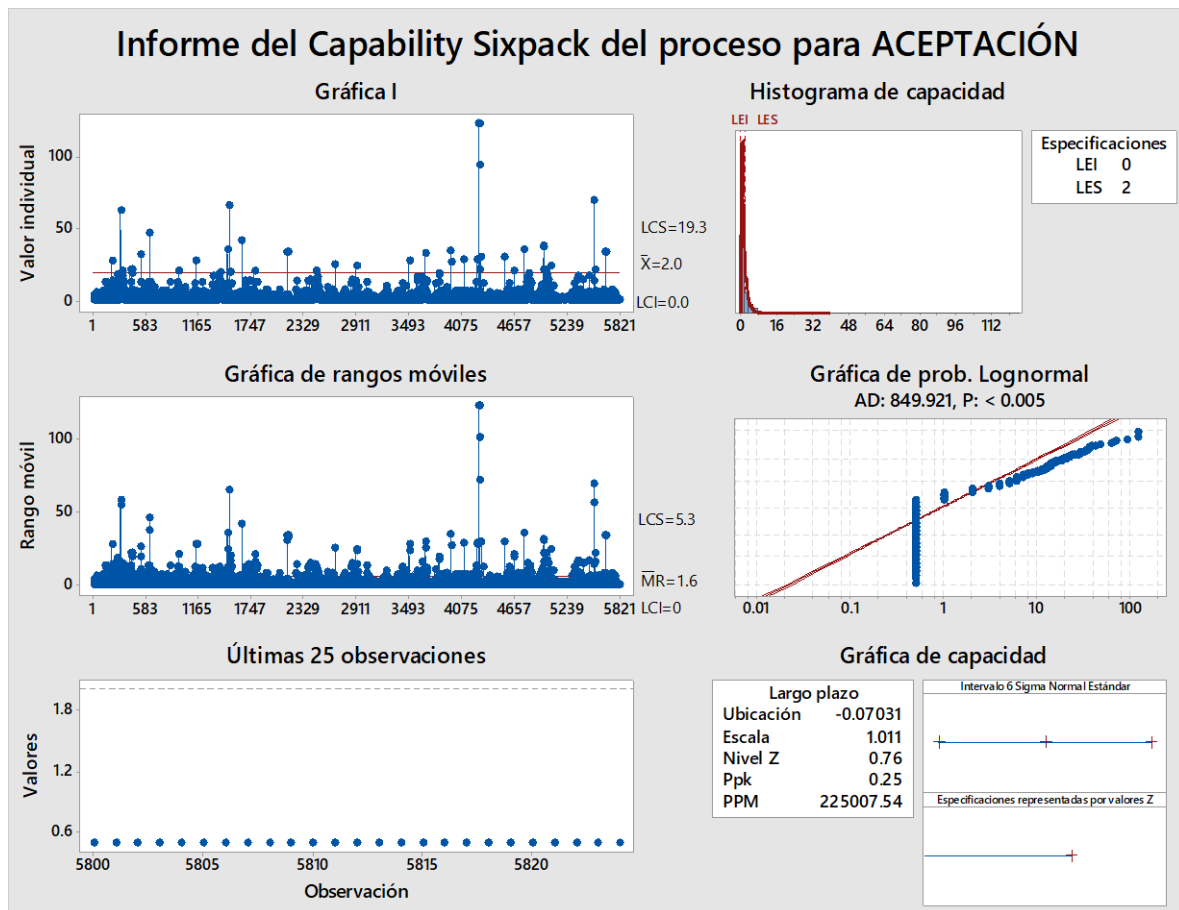 Informe del Capability Sixpack del proceso para ACEPTACIÓN
Gráfica I
Valor individual
100
50
0
1 583 1165 1747 2329 2911 3493 4075 4657 5239 5821
LCS=19.3
X̄=2.0
LCI=0.0
Histograma de capacidad
LEI LES
0 16 32 48 64 80 96 112
Especificaciones
LEI 0
LES 2
Gráfica de rangos móviles
Rango móvil
100
50
0
1 583 1165 1747 2329 2911 3493 4075 4657 5239 5821
LCS=5.3
M̅R̅=1.6
LCI=0
Gráfica de prob. Lognormal
AD: 849.921, P: < 0.005
0.01 0.1 1 10 100
Últimas 25 observaciones
Valores
1.8
1.2
0.6
5800 5805 5810 5815 5820
Observación
Gráfica de capacidad
Largo plazo
Ubicación -0.07031
Escala 1.011
Nivel Z 0.76
Ppk 0.25
PPM 225007.54
Intervalo 6 Sigma Normal Estándar
Especificaciones representadas por valores Z